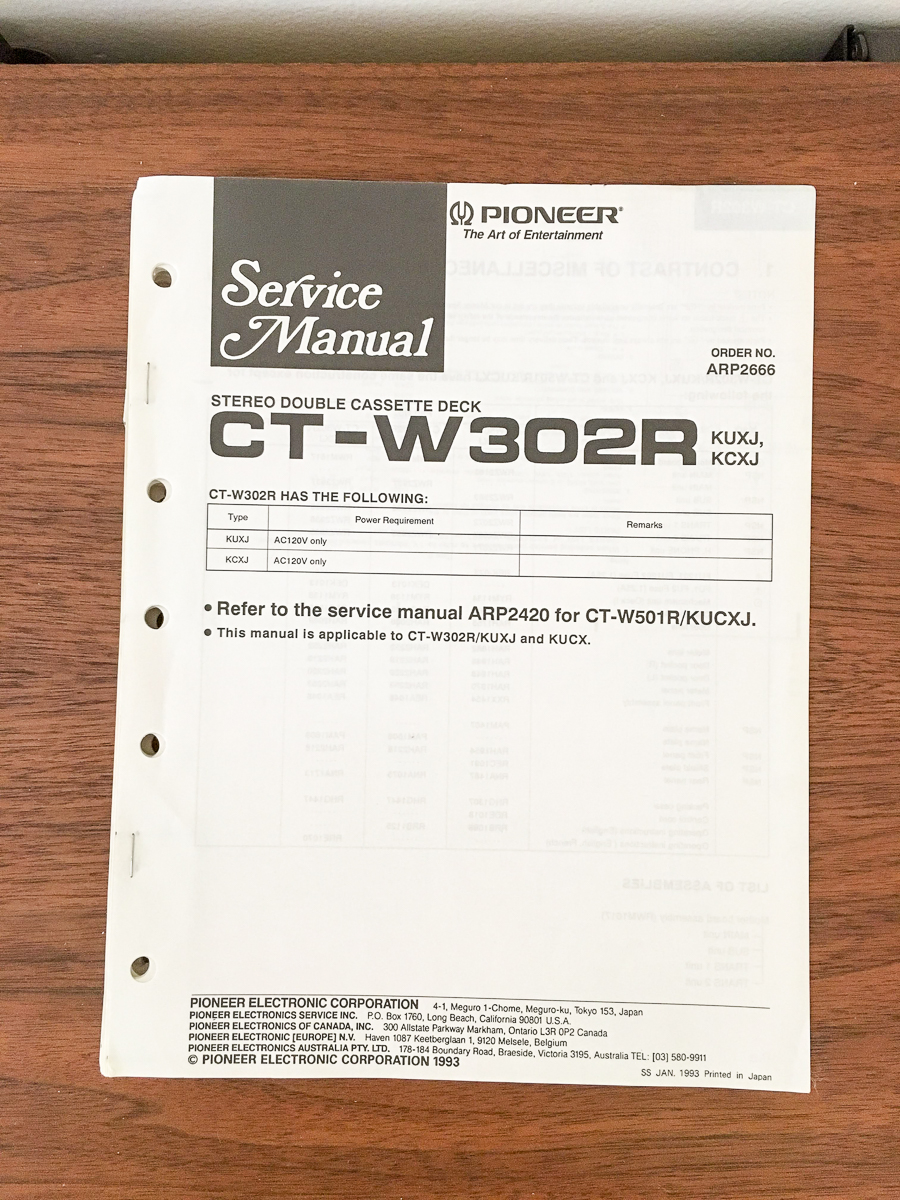 PIONEER®
The Art of Entertainment
Service
Manual
ORDER NO.
ARP2666
STEREO DOUBLE CASSETTE DECK
CT-W302R KUXJ,
KCXJ
CT-W302R HAS THE FOLLOWING:
Type Power Requirement Remarks
KUXJ AC120V only
KCXJ AC120V only
• Refer to the service manual ARP2420 for CT-W501R/KUCXJ.
• This manual is applicable to CT-W302R/KUXJ and KUCX.
PIONEER ELECTRONIC CORPORATION 4-1, Meguro 1-Chome, Meguro-ku, Tokyo 153, Japan
PIONEER ELECTRONICS SERVICE INC. P.O. Box 1760, Long Beach, California 90801 U.S.A.
PIONEER ELECTRONICS OF CANADA, INC. 300 Allstate Parkway Markham, Ontario L3R 0P2 Canada
PIONEER ELECTRONIC [EUROPE] N.V. Haven 1087 Keetberglaan 1, 9120 Melsele, Belgium
PIONEER ELECTRONICS AUSTRALIA PTY. LTD. 178-184 Boundary Road, Braeside, Victoria 3195, Australia TEL: [03] 580-9911
© PIONEER ELECTRONIC CORPORATION 1993
SS JAN. 1993 Printed in Japan